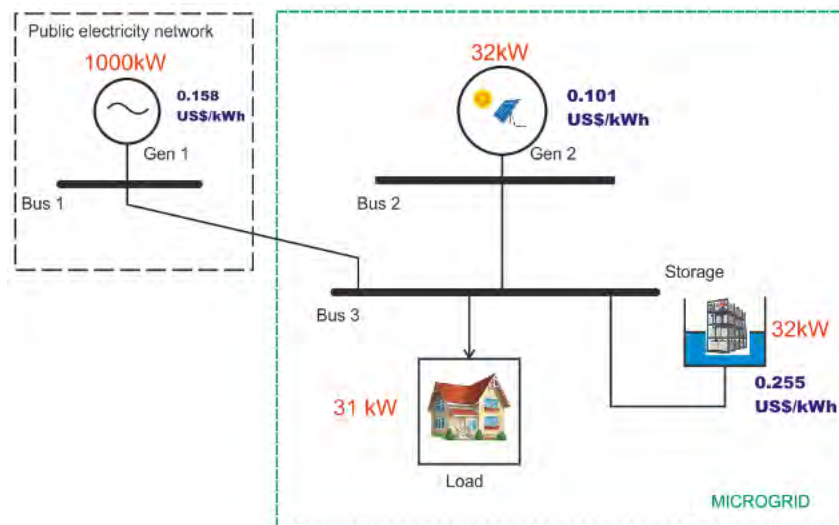 Public electricity network
1000kW
0.158
US$/kWh
Gen 1
Bus 1
32kW
0.101
US$/kWh
Gen 2
Bus 2
Bus 3
Storage
32kW
0.255
US$/kWh
31 kW
Load
MICROGRID